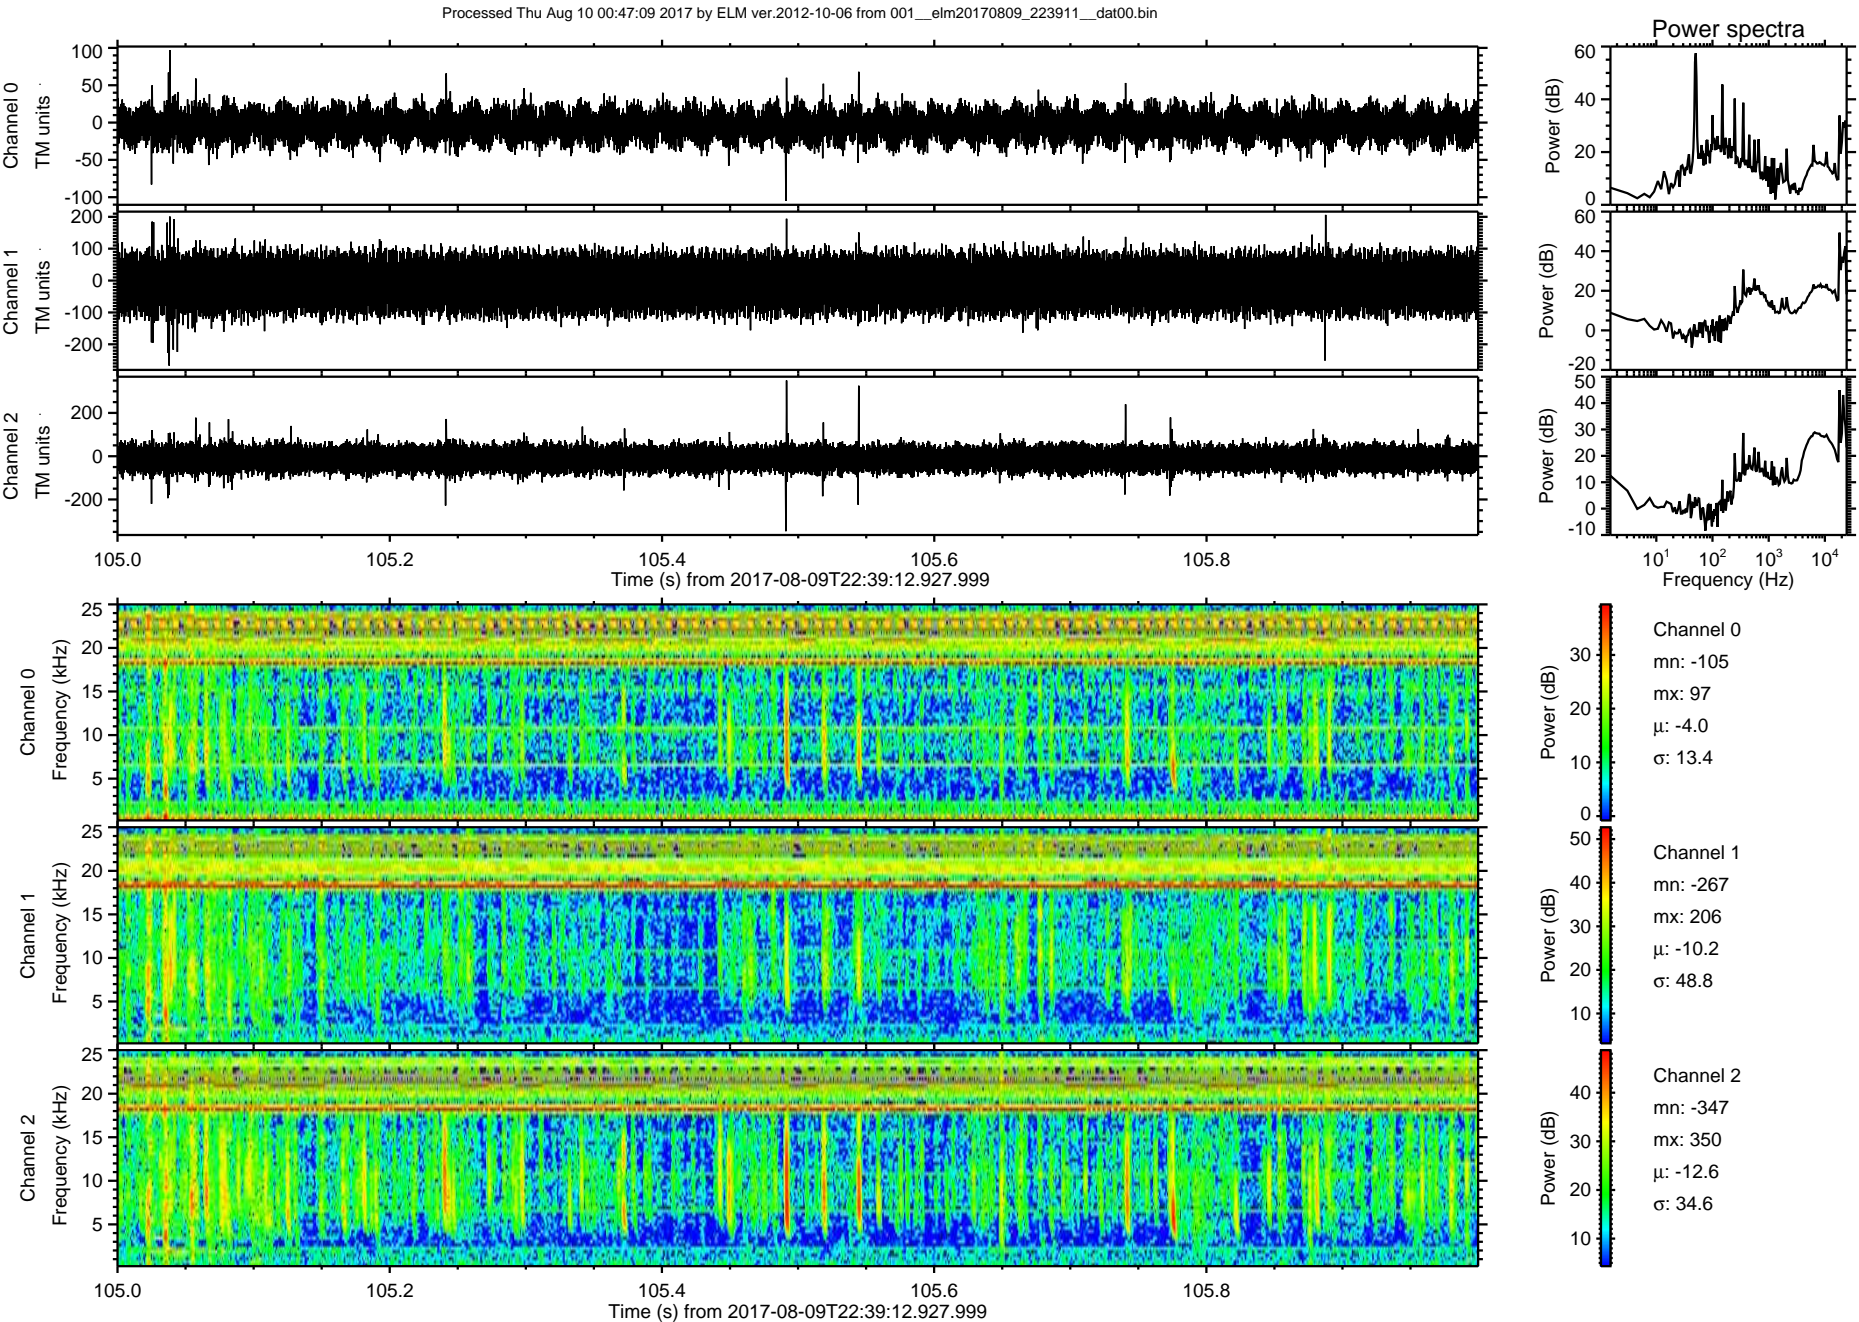 Processed Thu Aug 10 00:47:09 2017 by ELM ver.2012-10-06 from 001__elm20170809_223911__dat00.bin
Power spectra
Channel 0
TM units
100
50
0
-50
-100
Power (dB)
60
40
20
0
Channel 1
TM units
200
100
0
-100
-200
Power (dB)
60
40
20
0
-20
Channel 2
TM units
200
0
-200
Power (dB)
50
40
30
20
10
0
-10
105.0 105.2 105.4 105.6 105.8
Time (s) from 2017-08-09T22:39:12.927.999
10¹ 10² 10³ 10⁴
Frequency (Hz)
Channel 0
Frequency (kHz)
25
20
15
10
5
Power (dB)
30
20
10
0
Channel 0
mn: -105
mx: 97
μ: -4.0
σ: 13.4
Channel 1
Frequency (kHz)
25
20
15
10
5
Power (dB)
50
40
30
20
10
Channel 1
mn: -267
mx: 206
μ: -10.2
σ: 48.8
Channel 2
Frequency (kHz)
25
20
15
10
5
Power (dB)
40
30
20
10
Channel 2
mn: -347
mx: 350
μ: -12.6
σ: 34.6
105.0 105.2 105.4 105.6 105.8
Time (s) from 2017-08-09T22:39:12.927.999